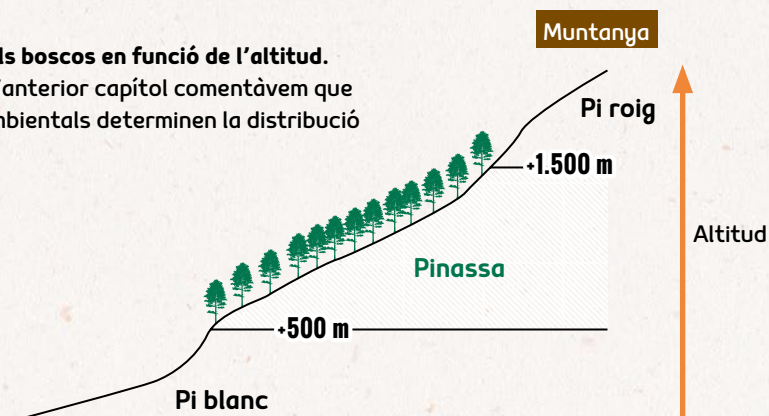 Muntanya
ls boscos en funció de l'altitud.
'anterior capítol comentàvem que
mbientals determinen la distribució
Pi roig
+1.500 m
Altitud
Pinassa
+500 m
Pi blanc